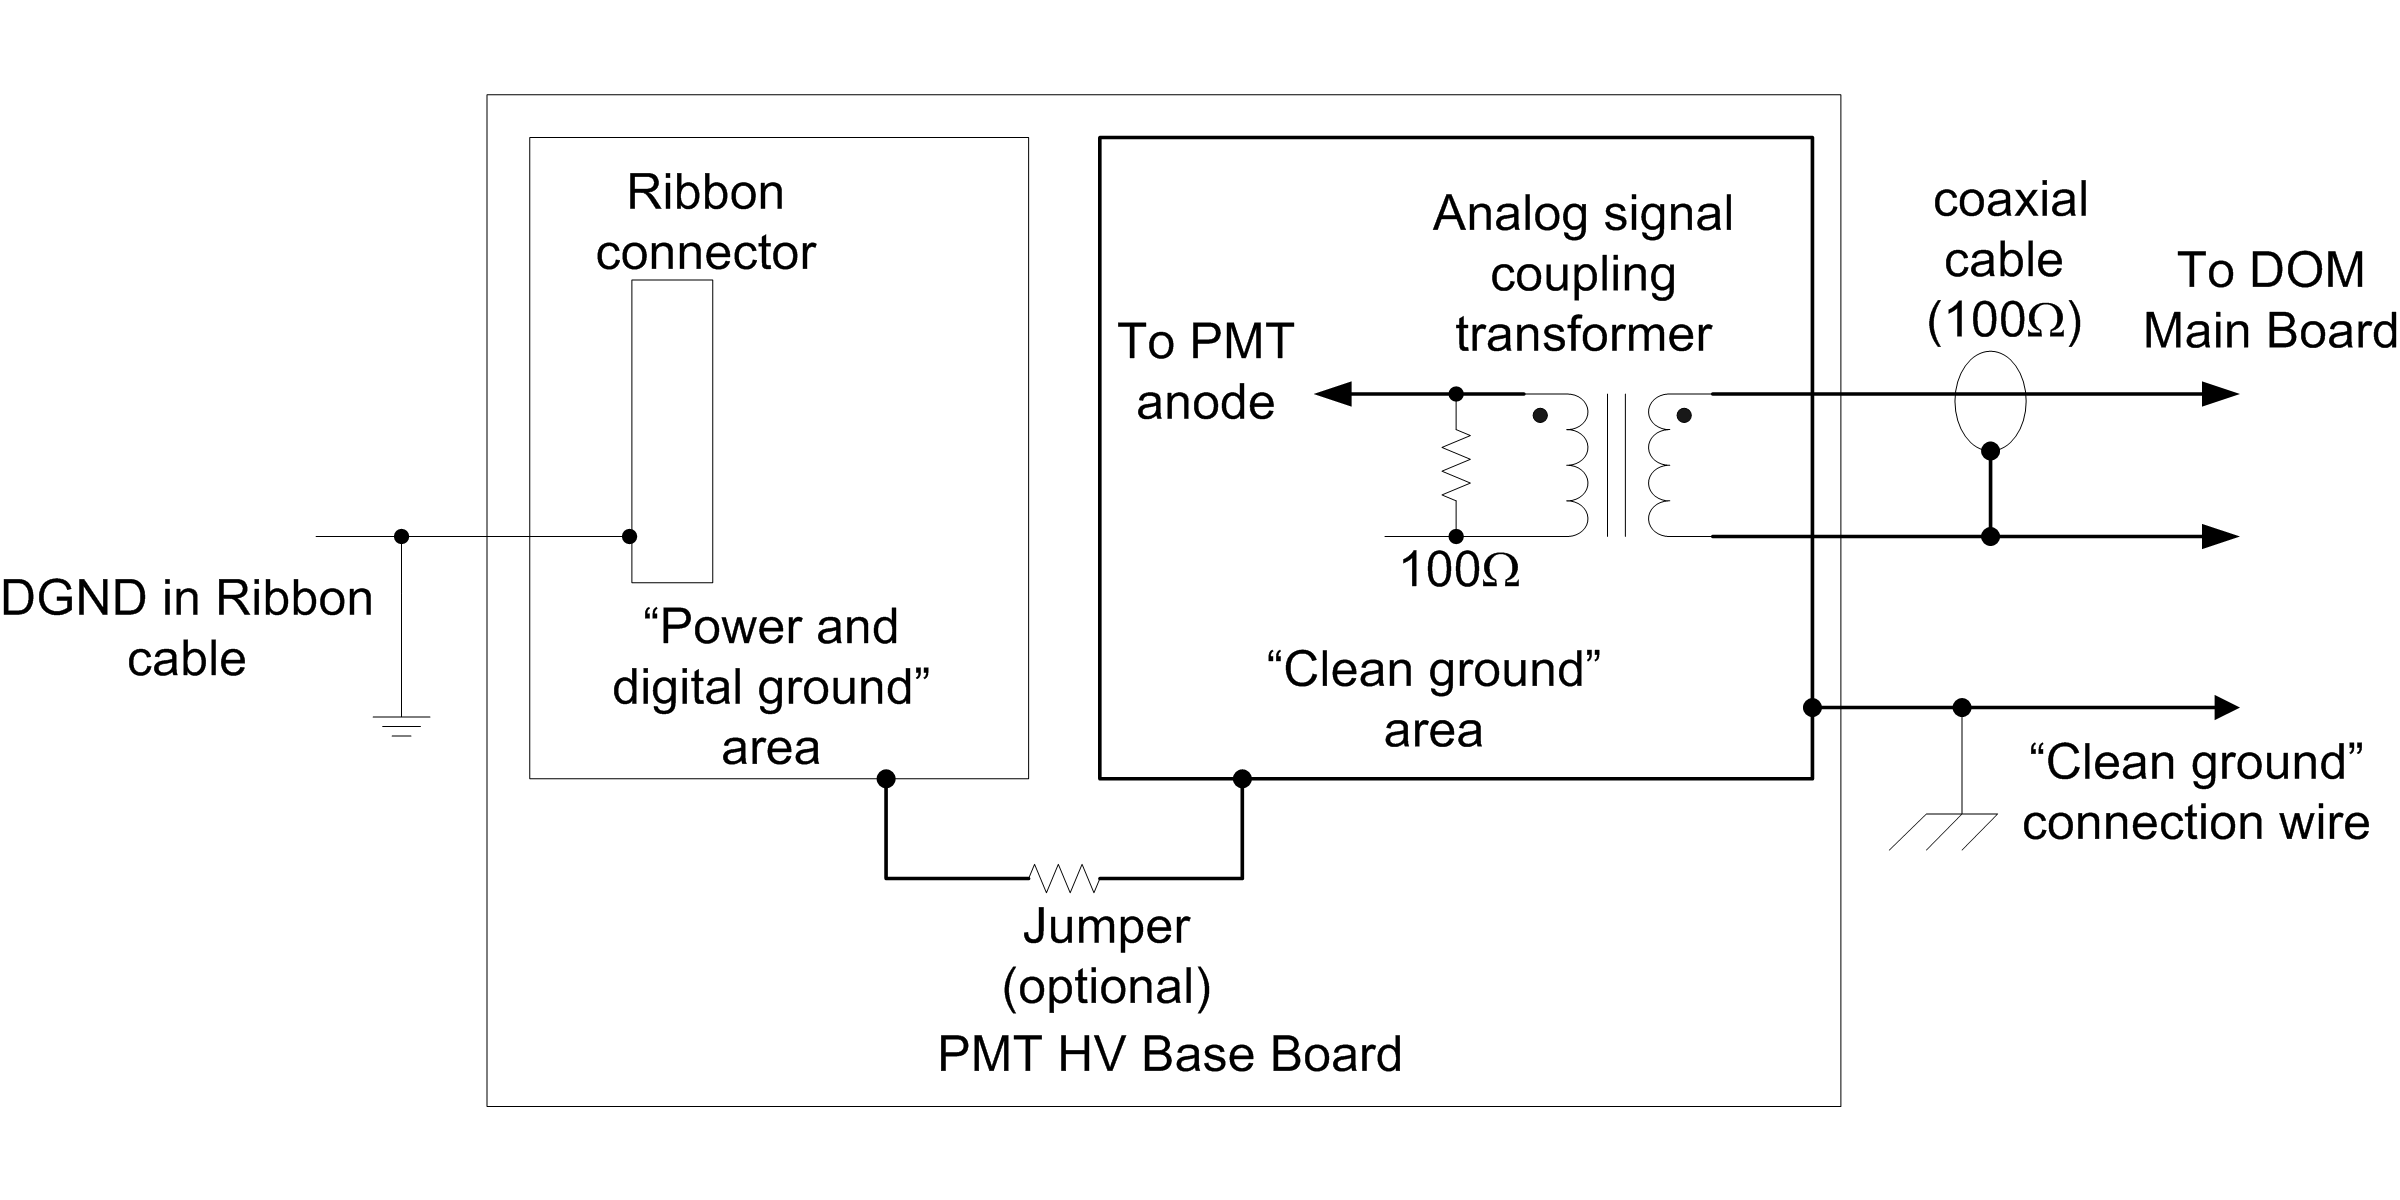 Ribbon
connector
DGND in Ribbon
cable
“Power and
digital ground”
area
To PMT
anode
Analog signal
coupling
transformer
100Ω
“Clean ground”
area
coaxial
cable
(100Ω)
To DOM
Main Board
“Clean ground”
connection wire
Jumper
(optional)
PMT HV Base Board